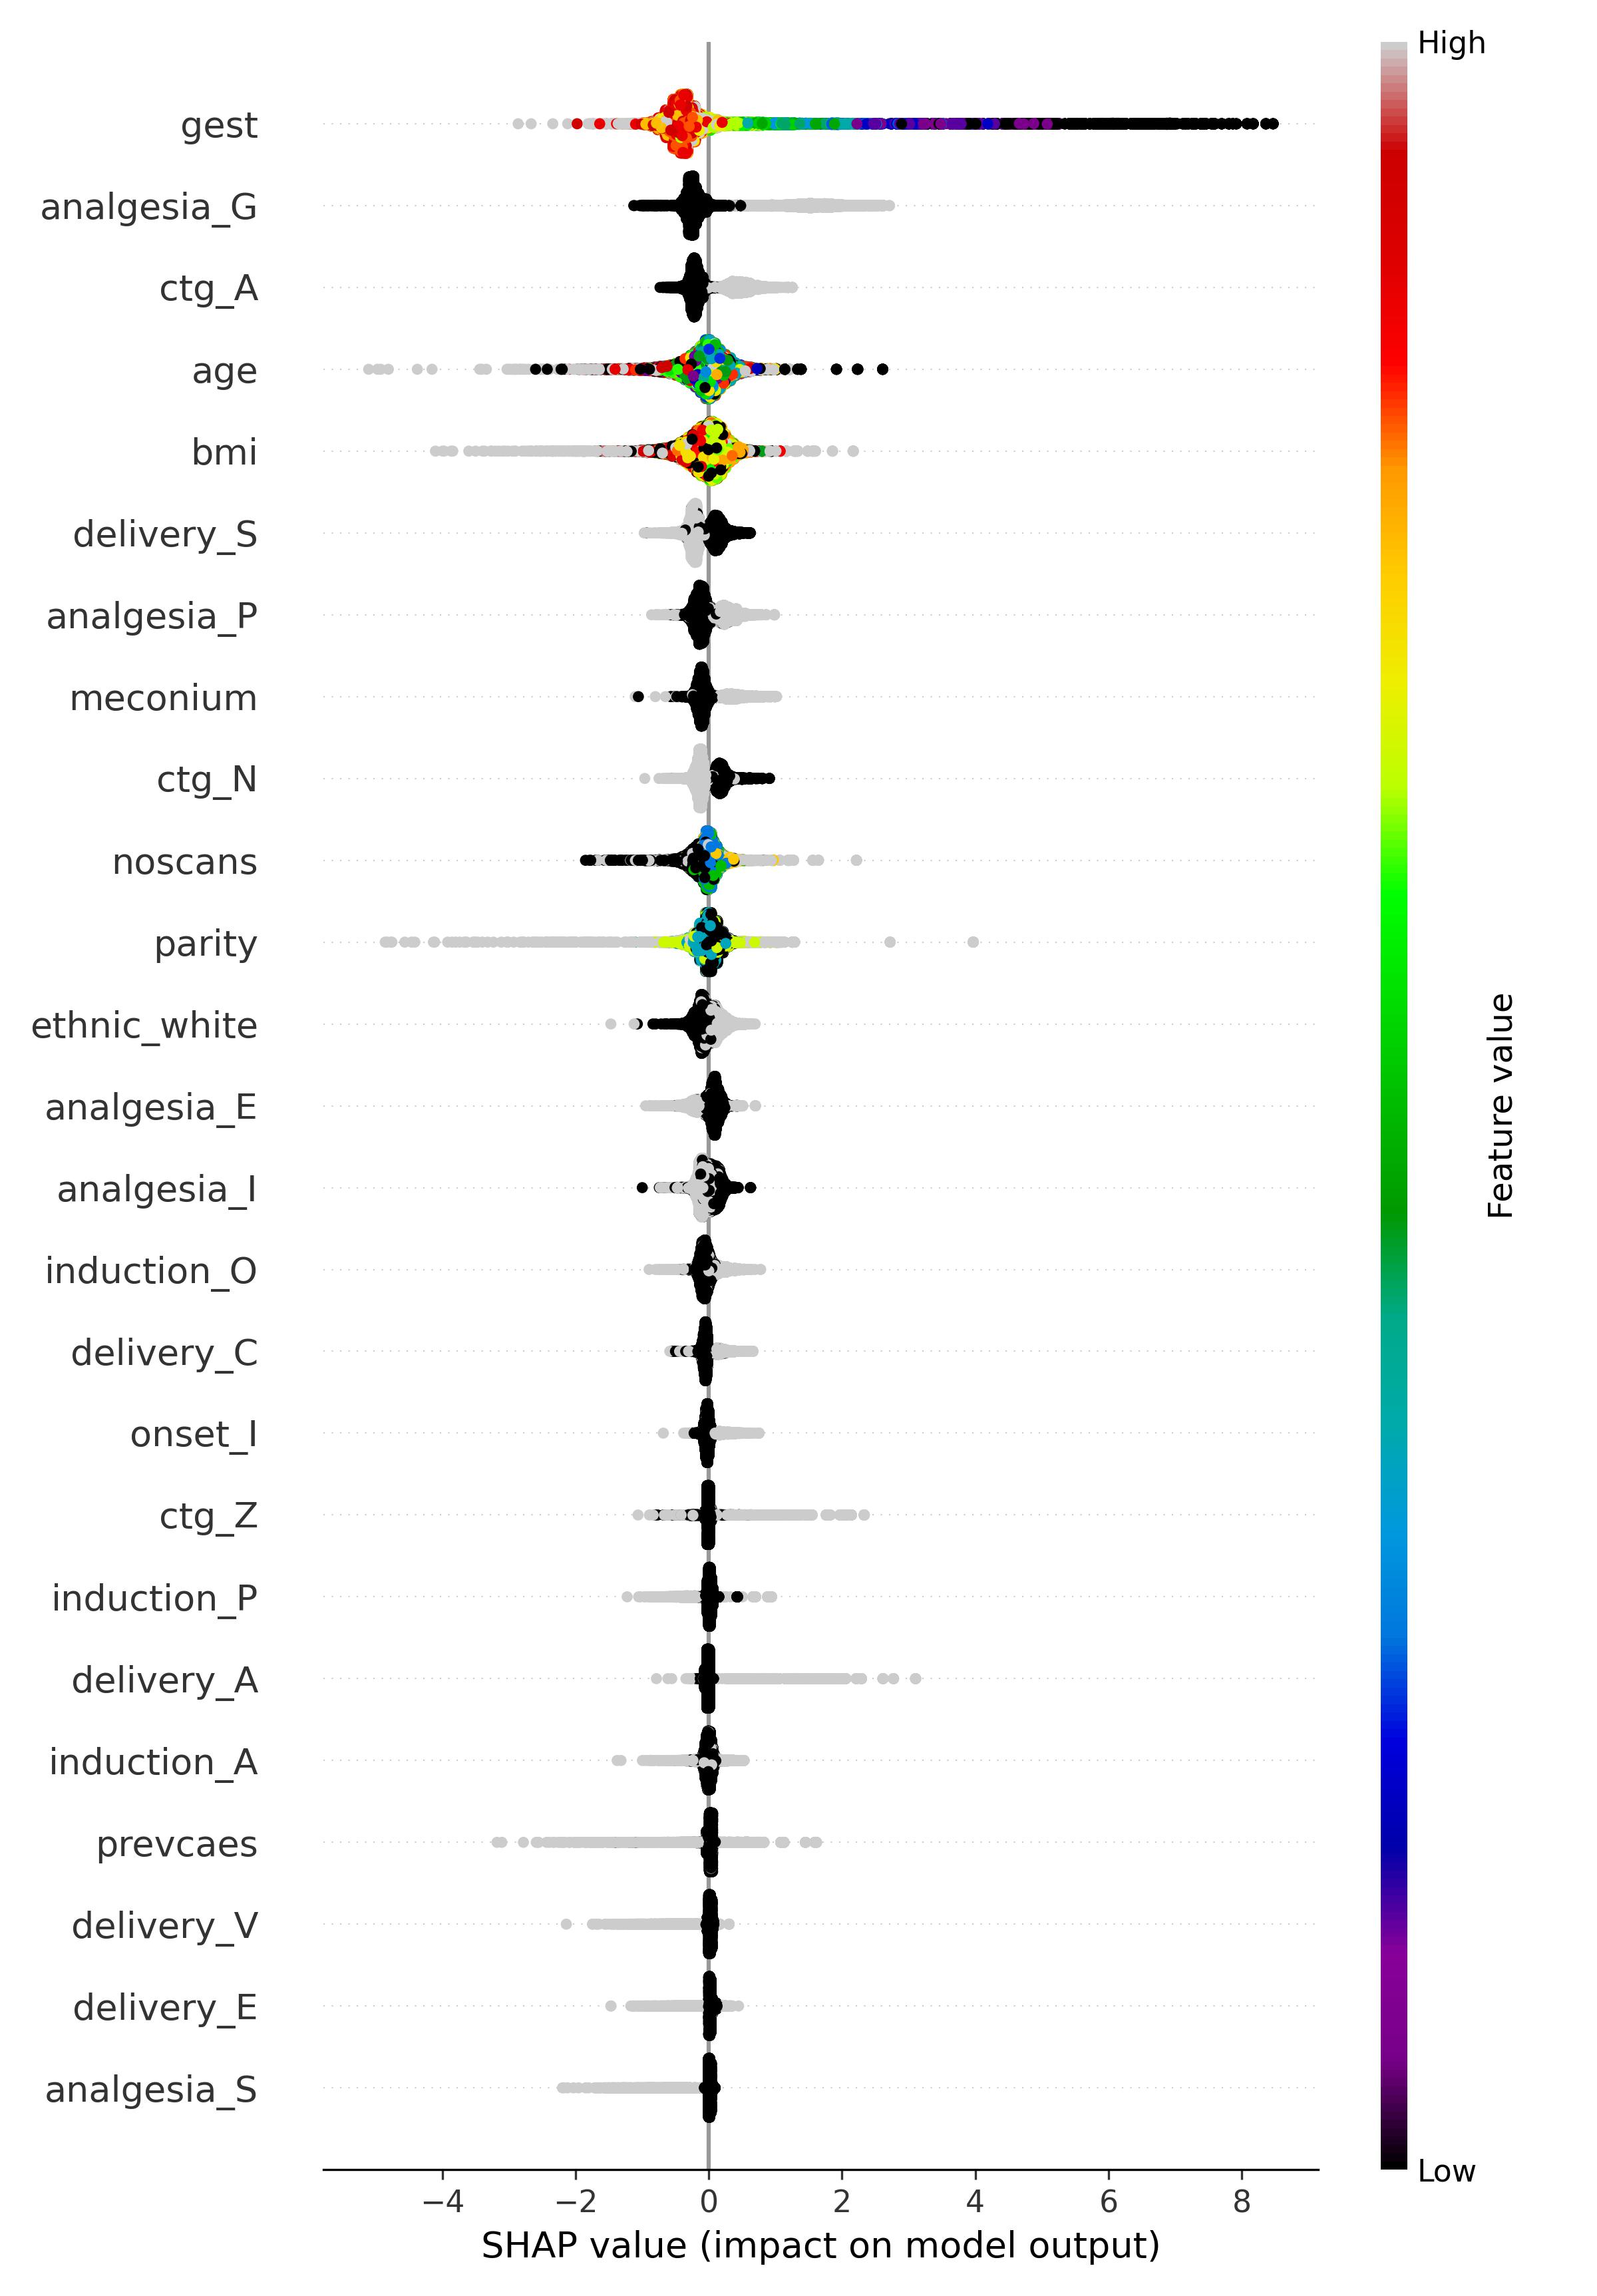 High
gest
analgesia_G
ctg_A
age
bmi
delivery_S
analgesia_P
meconium
ctg_N
noscans
parity
ethnic_white
analgesia_E
analgesia_I
induction_O
delivery_C
onset_I
ctg_Z
induction_P
delivery_A
induction_A
prevcaes
delivery_V
delivery_E
analgesia_S
Feature value
Low
−4 −2 0 2 4 6 8
SHAP value (impact on model output)